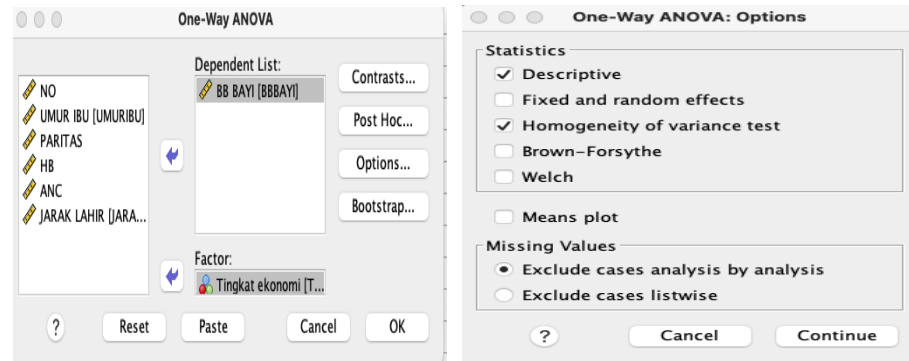 One-Way ANOVA
NO
UMUR IBU [UMURIBU]
PARITAS
HB
ANC
JARAK LAHIR [JARA...
Dependent List:
BB BAYI [BBBAYI]
Factor:
Tingkat ekonomi [T...
Contrasts...
Post Hoc...
Options...
Bootstrap...
?
Reset
Paste
Cancel
OK
One-Way ANOVA: Options
Statistics
Descriptive
Fixed and random effects
Homogeneity of variance test
Brown-Forsythe
Welch
Means plot
Missing Values
Exclude cases analysis by analysis
Exclude cases listwise
?
Cancel
Continue